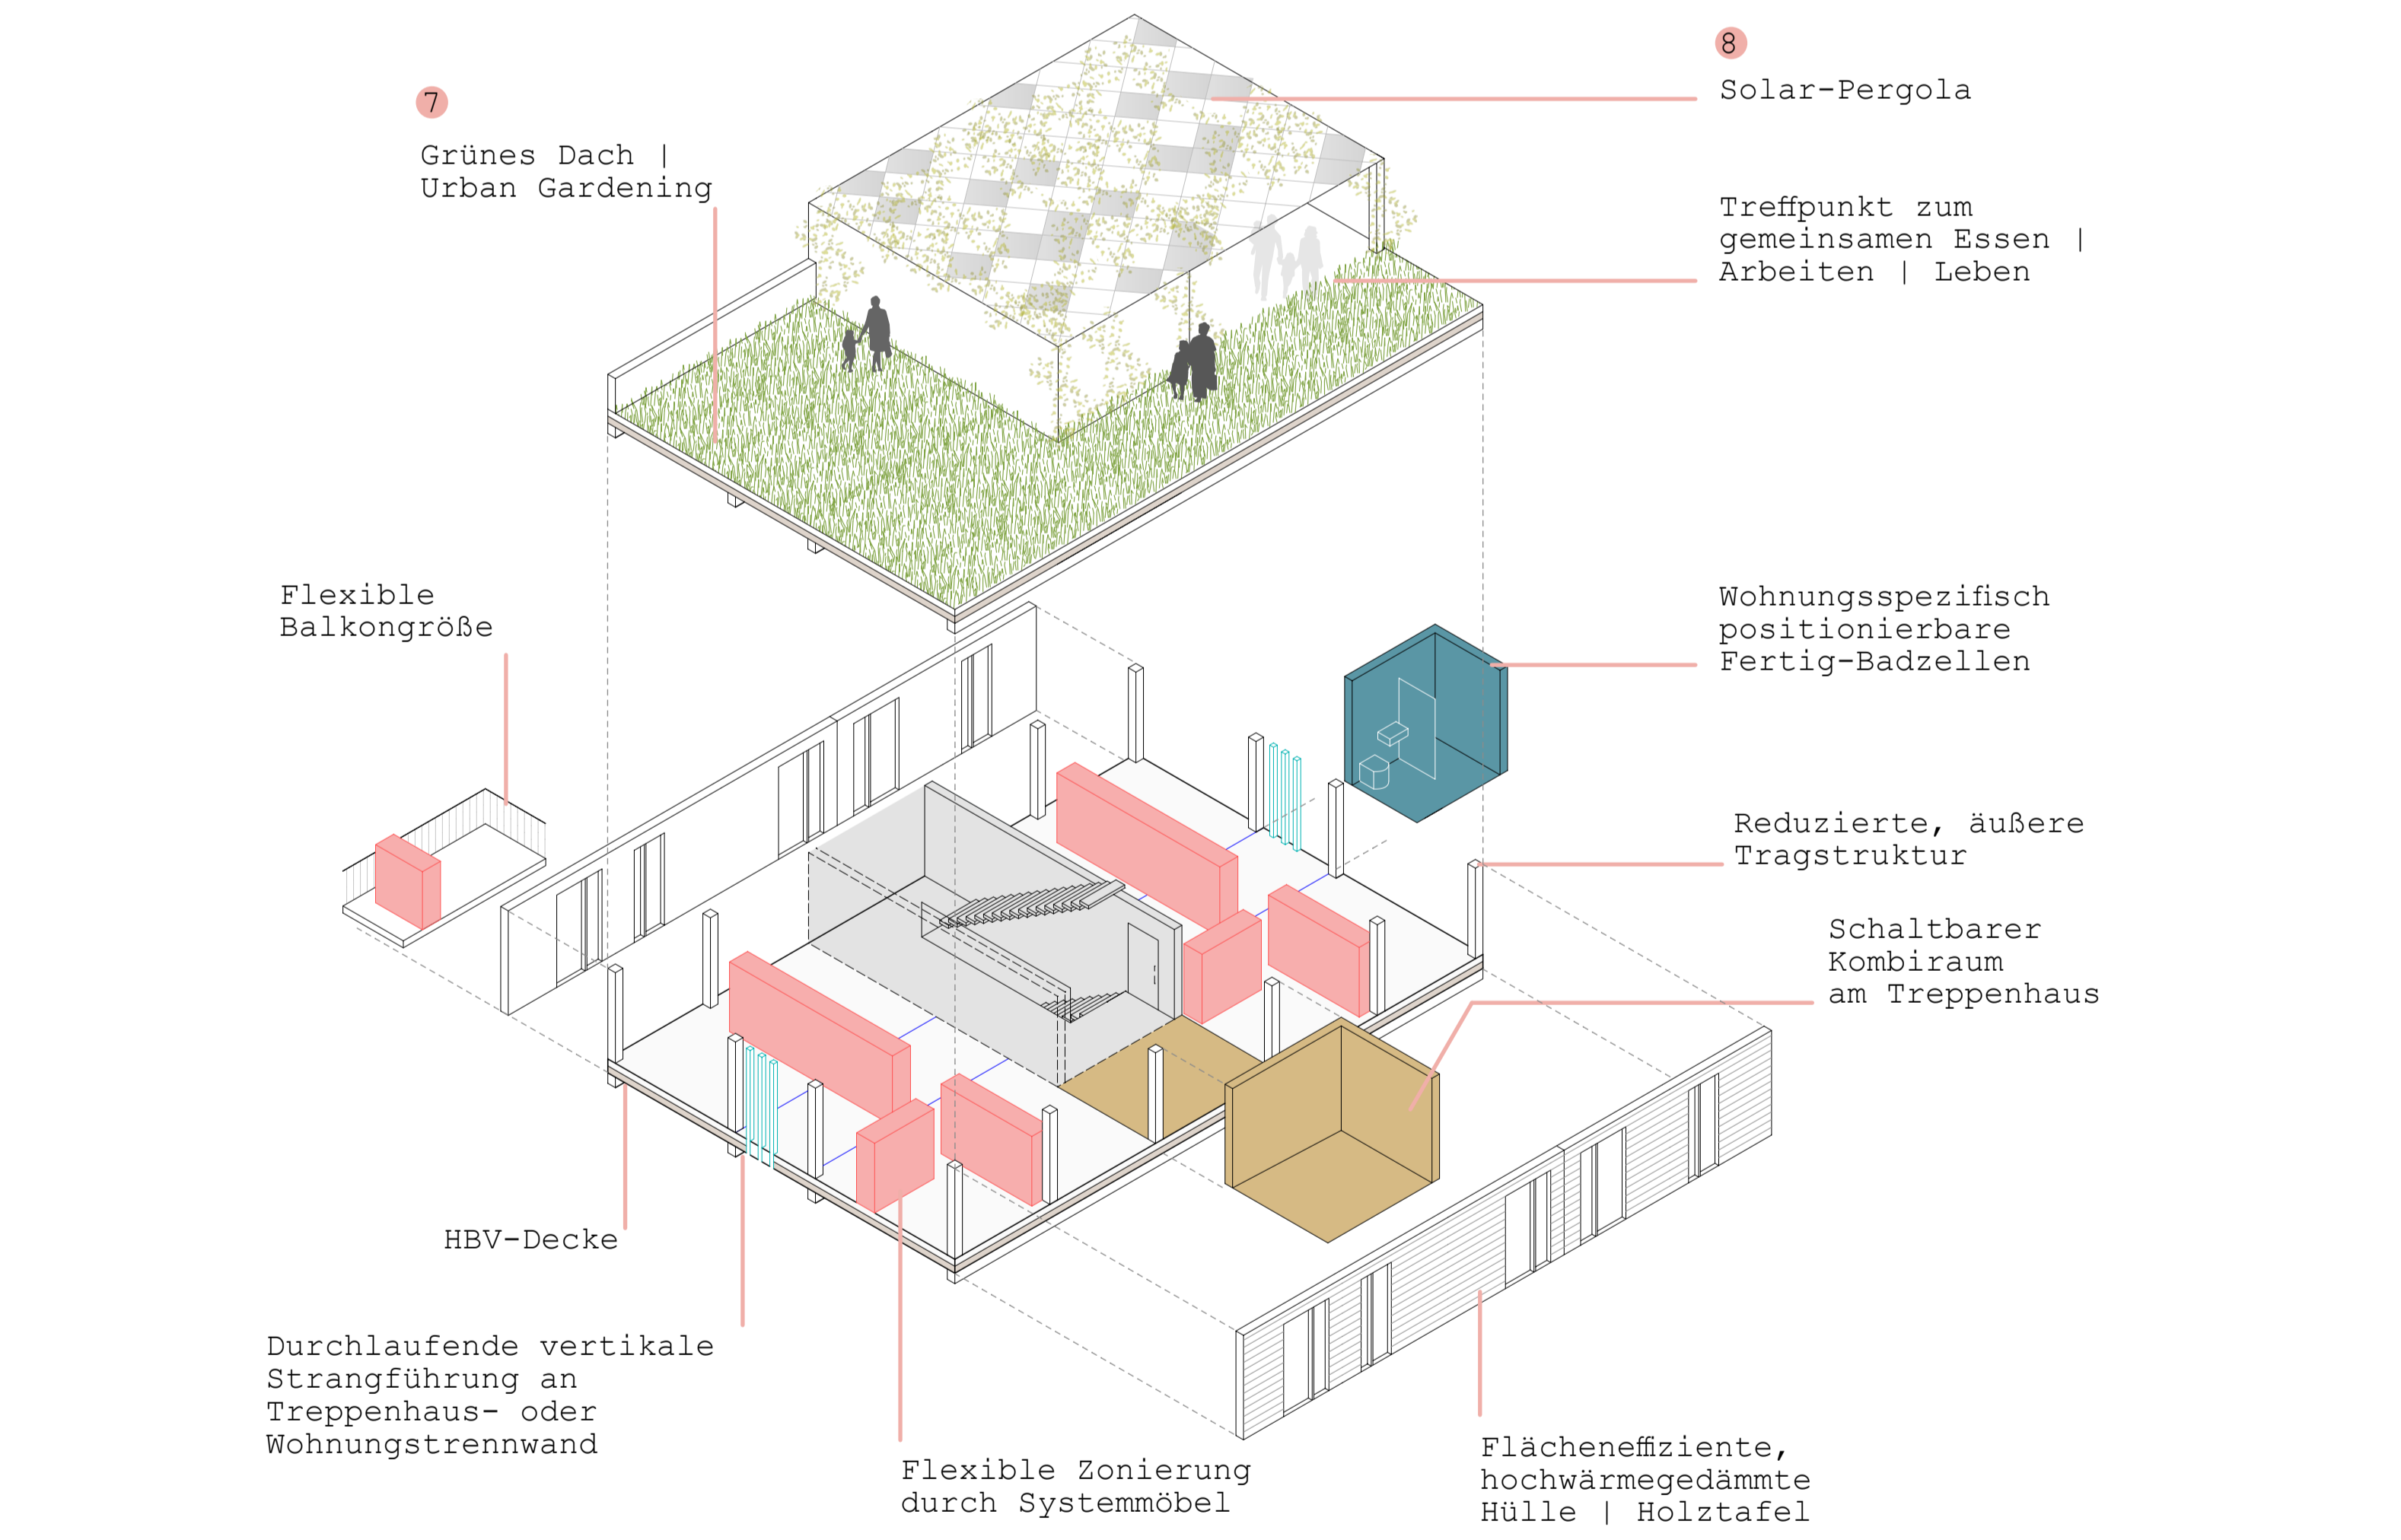 7
Grünes Dach |
Urban Gardening
8
Solar-Pergola
Treffpunkt zum
gemeinsamen Essen |
Arbeiten | Leben
Flexible
Balkongröße
Wohnungsspezifisch
positionierbare
Fertig-Badzellen
Reduzierte, äußere
Tragstruktur
Schaltbarer
Kombiraum
am Treppenhaus
HBV-Decke
Durchlaufende vertikale
Strangführung an
Treppenhaus- oder
Wohnungstrennwand
Flexible Zonierung
durch Systemmöbel
Flächeneffiziente,
hochwärmegedämmte
Hülle | Holztafel